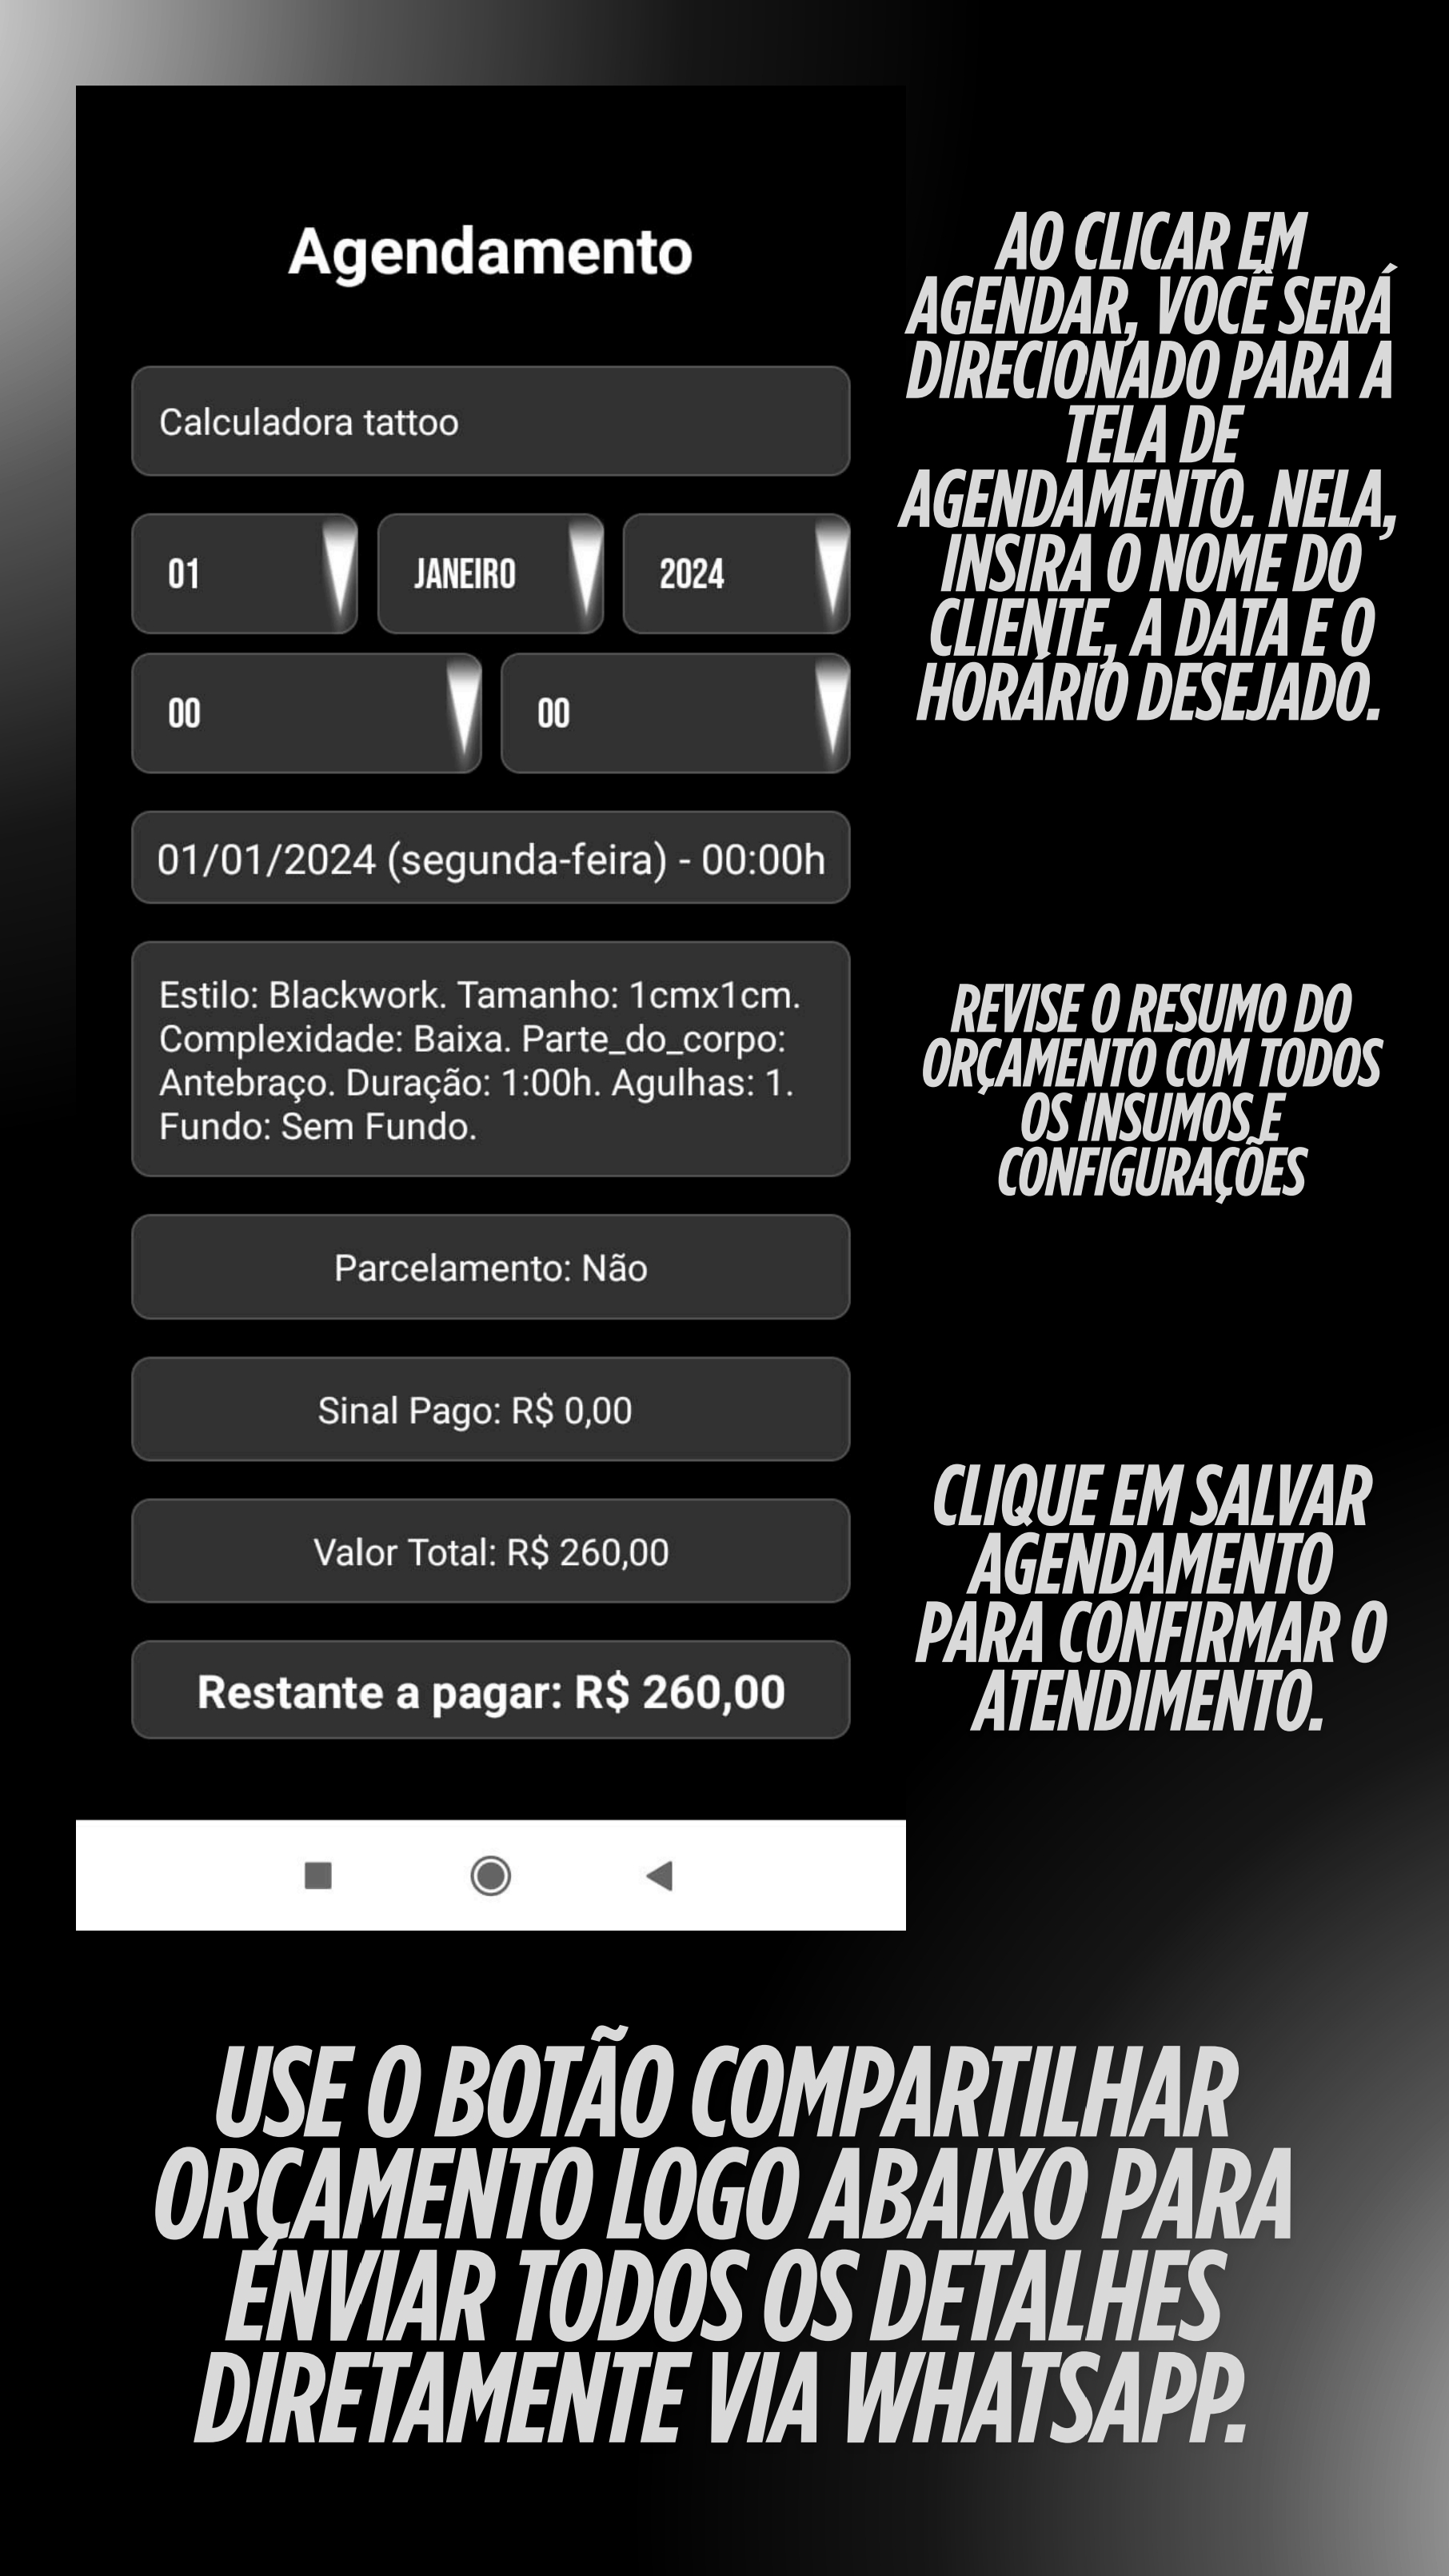 Agendamento
Calculadora tattoo
01
JANEIRO
2024
00
00
01/01/2024 (segunda-feira) - 00:00h
Estilo: Blackwork. Tamanho: 1cmx1cm.
Complexidade: Baixa. Parte_do_corpo:
Antebraço. Duração: 1:00h. Agulhas: 1.
Fundo: Sem Fundo.
Parcelamento: Não
Sinal Pago: R$ 0,00
Valor Total: R$ 260,00
Restante a pagar: R$ 260,00
AO CLICAR EM
AGENDAR, VOCÊ SERÁ
DIRECIONADO PARA A
TELA DE
AGENDAMENTO. NELA,
INSIRA O NOME DO
CLIENTE, A DATA E O
HORÁRIO DESEJADO.
REVISE O RESUMO DO
ORÇAMENTO COM TODOS
OS INSUMOS E
CONFIGURAÇÕES
CLIQUE EM SALVAR
AGENDAMENTO
PARA CONFIRMAR O
ATENDIMENTO.
USE O BOTÃO COMPARTILHAR
ORÇAMENTO LOGO ABAIXO PARA
ENVIAR TODOS OS DETALHES
DIRETAMENTE VIA WHATSAPP.